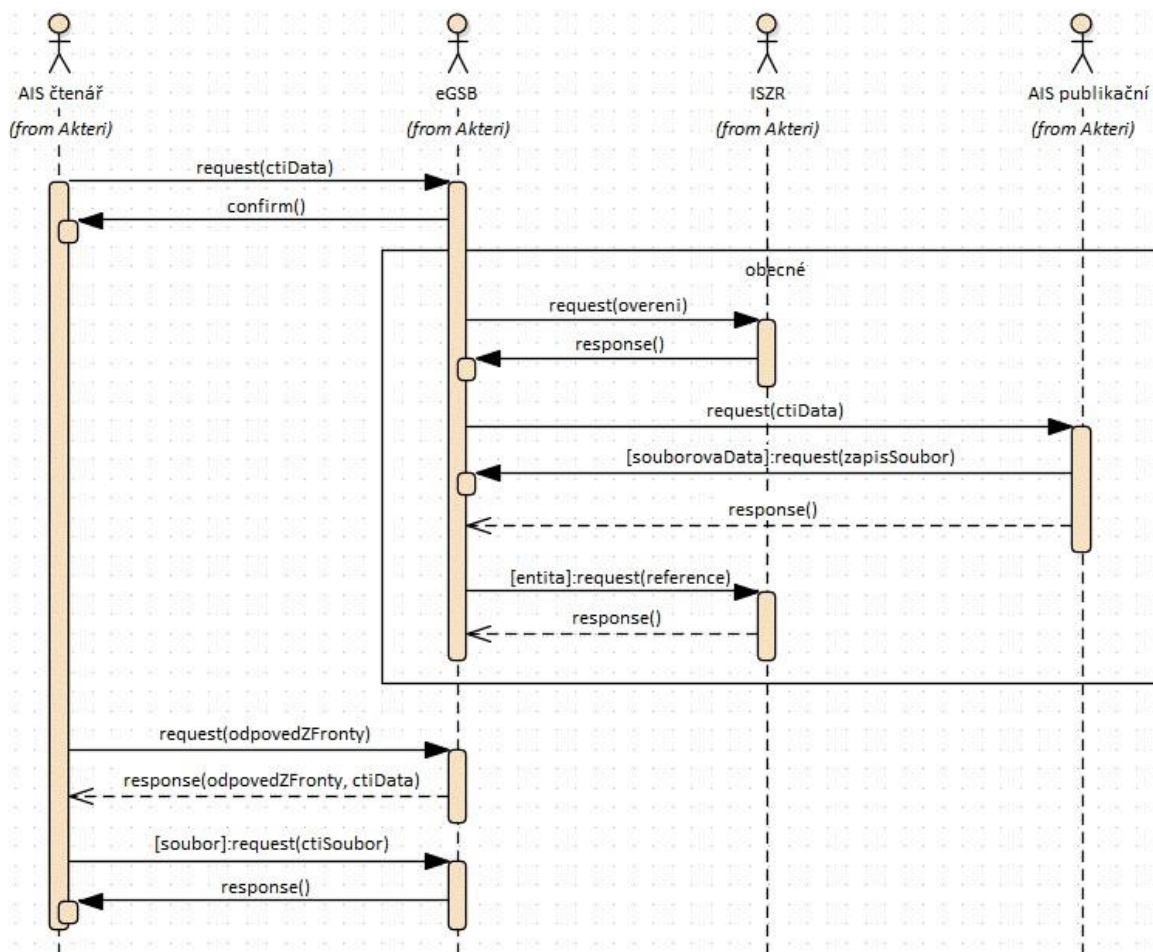 AIS čtenář
(from Akteri)
eGSB
(from Akteri)
ISZR
(from Akteri)
AIS publikační
(from Akteri)
request(ctiData)
confirm()
obecné
request(overeni)
response()
request(ctiData)
[souborovaData]:request(zapisSoubor)
response()
[entita]:request(reference)
response()
request(odpovedZFronty)
response(odpovedZFronty, ctiData)
[soubor]:request(ctiSoubor)
response()